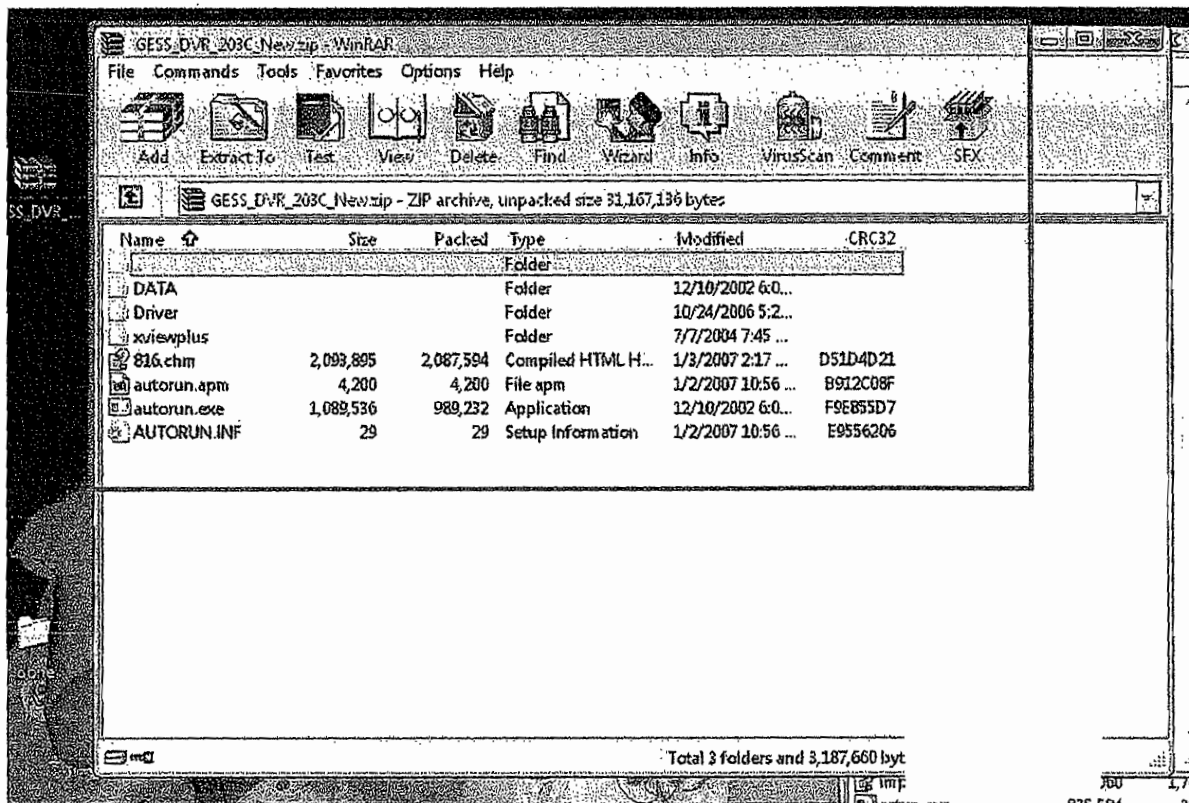 GESS_DVR_203C_New.zip - WinRAR
File Commands Tools Favorites Options Help
Add Extract To Test View Delete Find Wizard Info VirusScan Comment SFX
SS_DVR_...
GESS_DVR_203C_New.zip - ZIP archive, unpacked size 31,167,136 bytes
Name Size Packed Type Modified CRC32
.. Folder
DATA Folder 12/10/2002 6:0...
Driver Folder 10/24/2006 5:2...
xviewplus Folder 7/7/2004 7:45 ...
816.chm 2,093,895 2,087,594 Compiled HTML H... 1/3/2007 2:17 ... D51D4D21
autorun.apm 4,200 4,200 File apm 1/2/2007 10:56 ... B912C08F
autorun.exe 1,089,536 989,232 Application 12/10/2002 6:0... F9E855D7
AUTORUN.INF 29 29 Setup Information 1/2/2007 10:56 ... E9556206
Total 3 folders and 3,187,660 byt